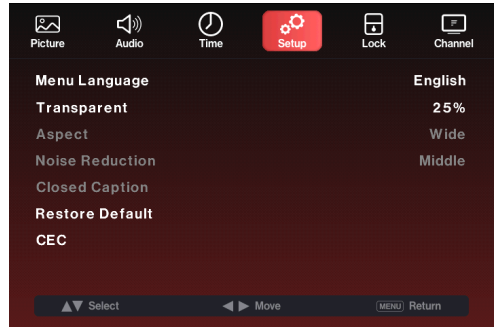 Picture Audio Time Setup Lock Channel
Menu Language English
Transparent 25%
Aspect Wide
Noise Reduction Middle
Closed Caption
Restore Default
CEC
Select Move MENU Return